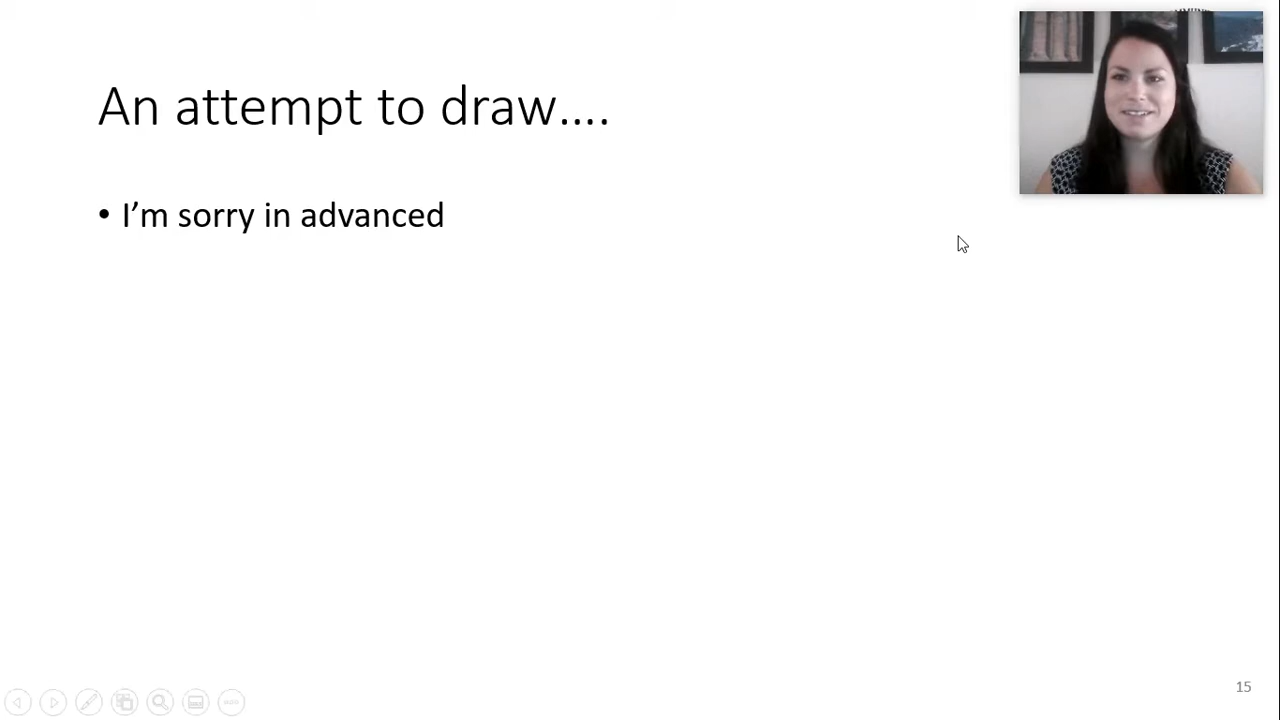 An attempt to draw....
• I’m sorry in advanced
15